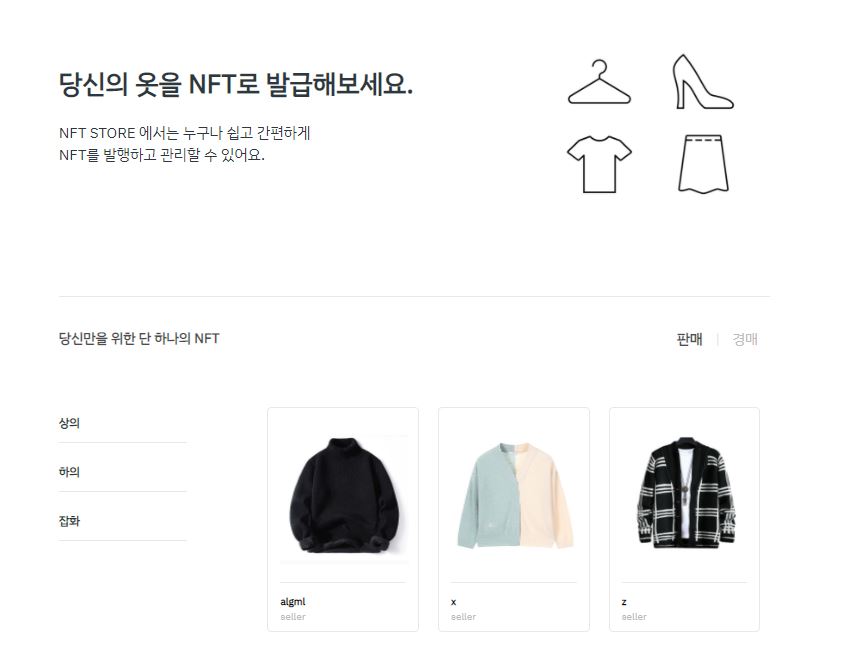 당신의 옷을 NFT로 발급해보세요.
NFT STORE 에서는 누구나 쉽고 간편하게
NFT를 발행하고 관리할 수 있어요.
당신만을 위한 단 하나의 NFT
판매 | 경매
상의
하의
잡화
algml
seller
x
seller
z
seller